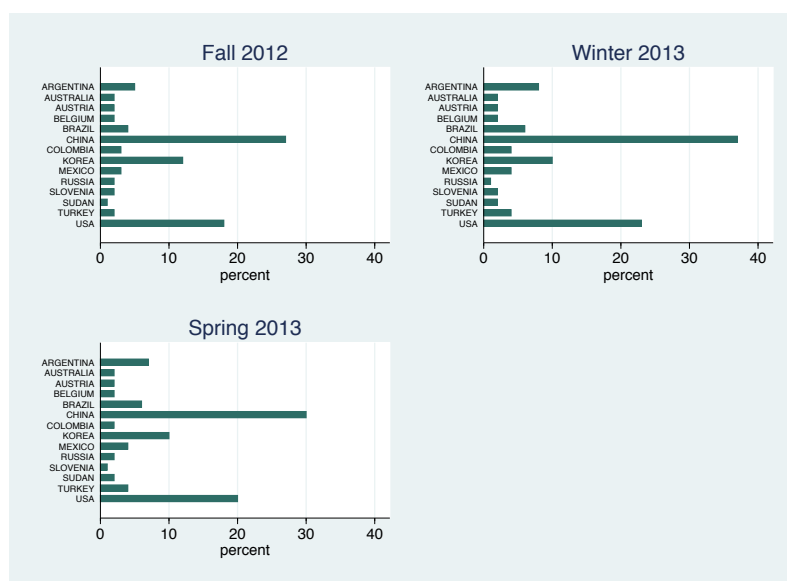 Fall 2012
ARGENTINA
AUSTRALIA
AUSTRIA
BELGIUM
BRAZIL
CHINA
COLOMBIA
KOREA
MEXICO
RUSSIA
SLOVENIA
SUDAN
TURKEY
USA
0 10 20 30 40
percent
Winter 2013
ARGENTINA
AUSTRALIA
AUSTRIA
BELGIUM
BRAZIL
CHINA
COLOMBIA
KOREA
MEXICO
RUSSIA
SLOVENIA
SUDAN
TURKEY
USA
0 10 20 30 40
percent
Spring 2013
ARGENTINA
AUSTRALIA
AUSTRIA
BELGIUM
BRAZIL
CHINA
COLOMBIA
KOREA
MEXICO
RUSSIA
SLOVENIA
SUDAN
TURKEY
USA
0 10 20 30 40
percent